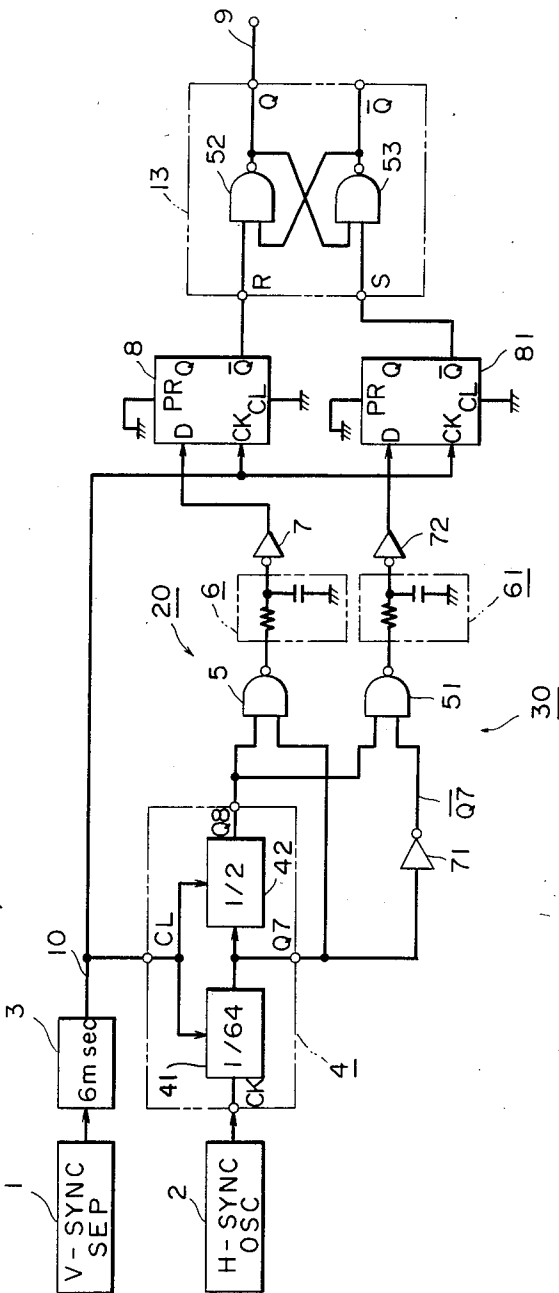 1
V-SYNC
SEP
3
6m sec
10
2
H-SYNC
OSC
CL
41
1/64
CK
1/2
42
Q8
Q7
4
20
5
6
7
51
61
72
71
Q̅7
30
8
PR
D
Q
CK
Q̅
CL
81
PR
D
Q
CK
Q̅
CL
13
R
S
52
53
Q
Q̅
9